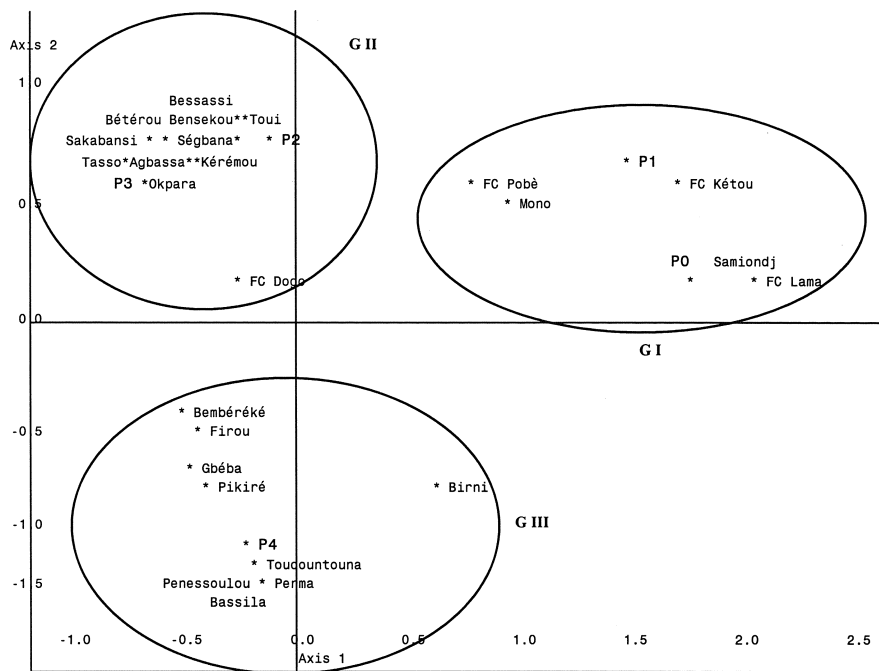 Axis 2 G II
1.0
Bessassi
Bétérou Bensekou**Toui
Sakabansi * * Ségbana* * P2
Tasso*Agbassa**Kérémou * P1
P3 *Okpara * FC Pobè * FC Kétou
0.5 * Mono
P0 Samiondj
* FC Dogo * * FC Lama
0.0
G I
* Bembéréké
-0.5 * Firou
* Gbéba
* Pikiré * Birni
-1.0 G III
* P4
* Toucountouna
-1.5 Penessoulou * Perma
Bassila
-1.0 -0.5 0.0 0.5 1.0 1.5 2.0 2.5
Axis 1